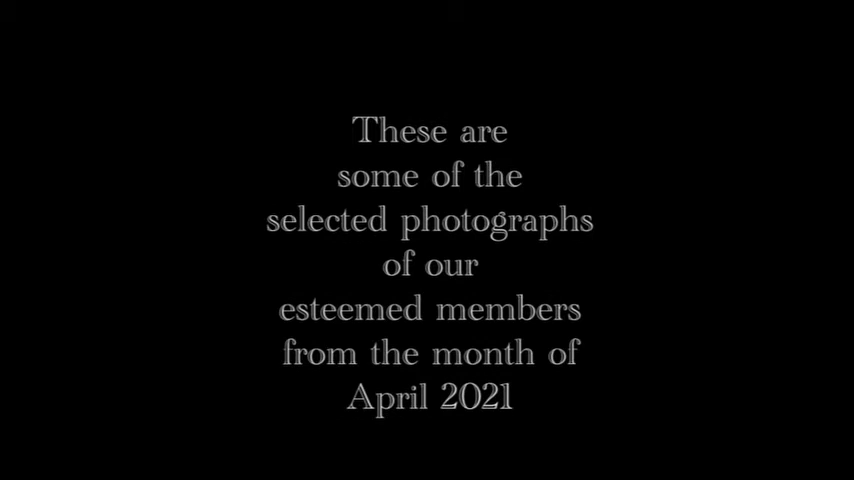 These are
some of the
selected photographs
of our
esteemed members
from the month of
April 2021